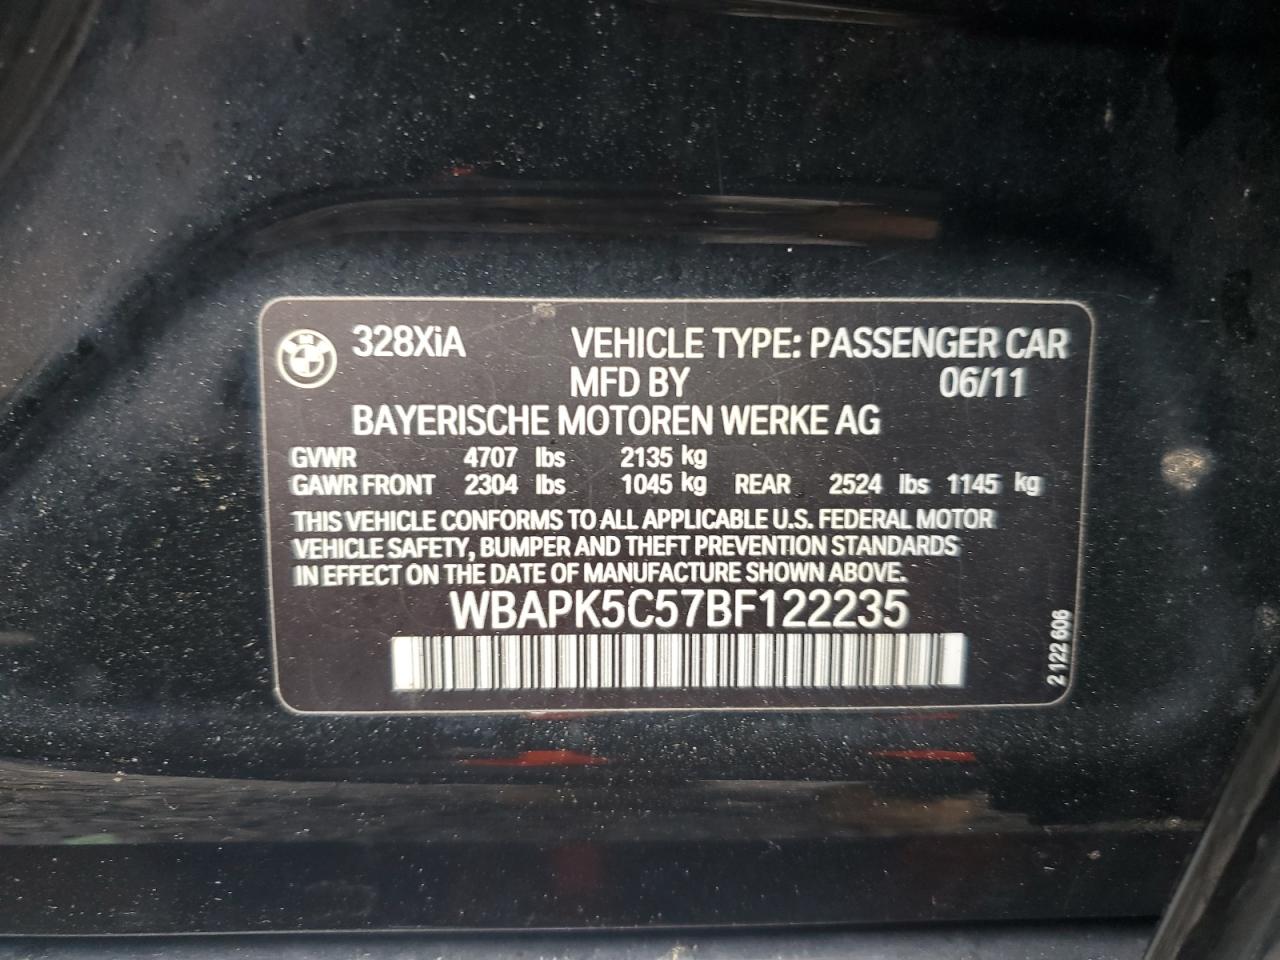 328XiA VEHICLE TYPE: PASSENGER CAR
MFD BY 06/11
BAYERISCHE MOTOREN WERKE AG
GVWR 4707 lbs 2135 kg
GAWR FRONT 2304 lbs 1045 kg REAR 2524 lbs 1145 kg
THIS VEHICLE CONFORMS TO ALL APPLICABLE U.S. FEDERAL MOTOR
VEHICLE SAFETY, BUMPER AND THEFT PREVENTION STANDARDS
IN EFFECT ON THE DATE OF MANUFACTURE SHOWN ABOVE.
WBAPK5C57BF122235
2 122 606